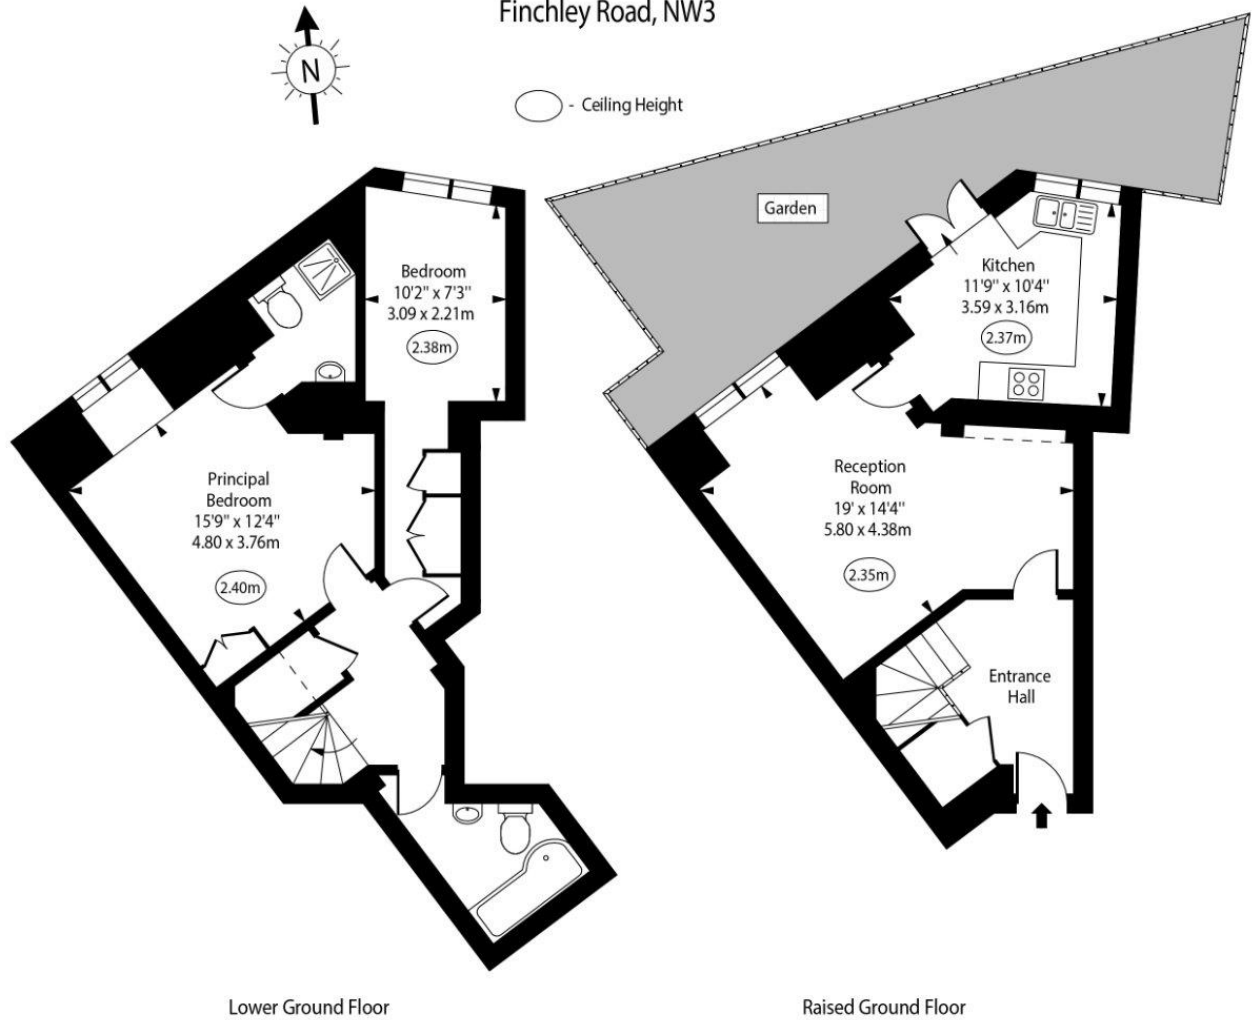 Finchley Road, NW3
N
- Ceiling Height
Bedroom
10'2" x 7'3"
3.09 x 2.21m
2.38m
Principal
Bedroom
15'9" x 12'4"
4.80 x 3.76m
2.40m
Lower Ground Floor
Garden
Kitchen
11'9" x 10'4"
3.59 x 3.16m
2.37m
Reception
Room
19' x 14'4"
5.80 x 4.38m
2.35m
Entrance
Hall
Raised Ground Floor